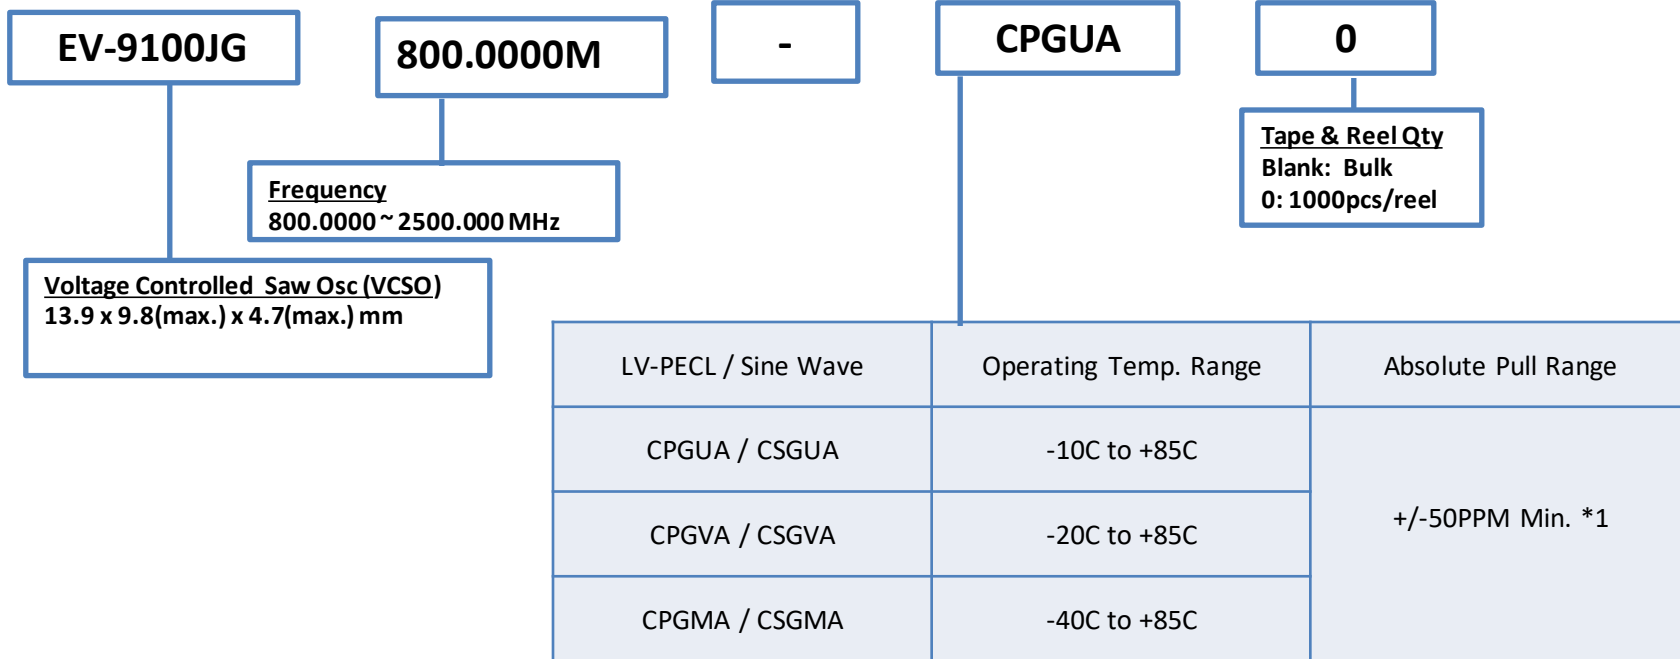 EV-9100JG
800.0000M
-
CPGUA
0
Tape & Reel Qty
Blank: Bulk
0: 1000pcs/reel
Frequency
800.0000 ~ 2500.000 MHz
Voltage Controlled Saw Osc (VCSO)
13.9 x 9.8(max.) x 4.7(max.) mm
LV-PECL / Sine Wave
Operating Temp. Range
Absolute Pull Range
CPGUA / CSGUA
-10C to +85C
+/-50PPM Min. *1
CPGVA / CSGVA
-20C to +85C
CPGMA / CSGMA
-40C to +85C